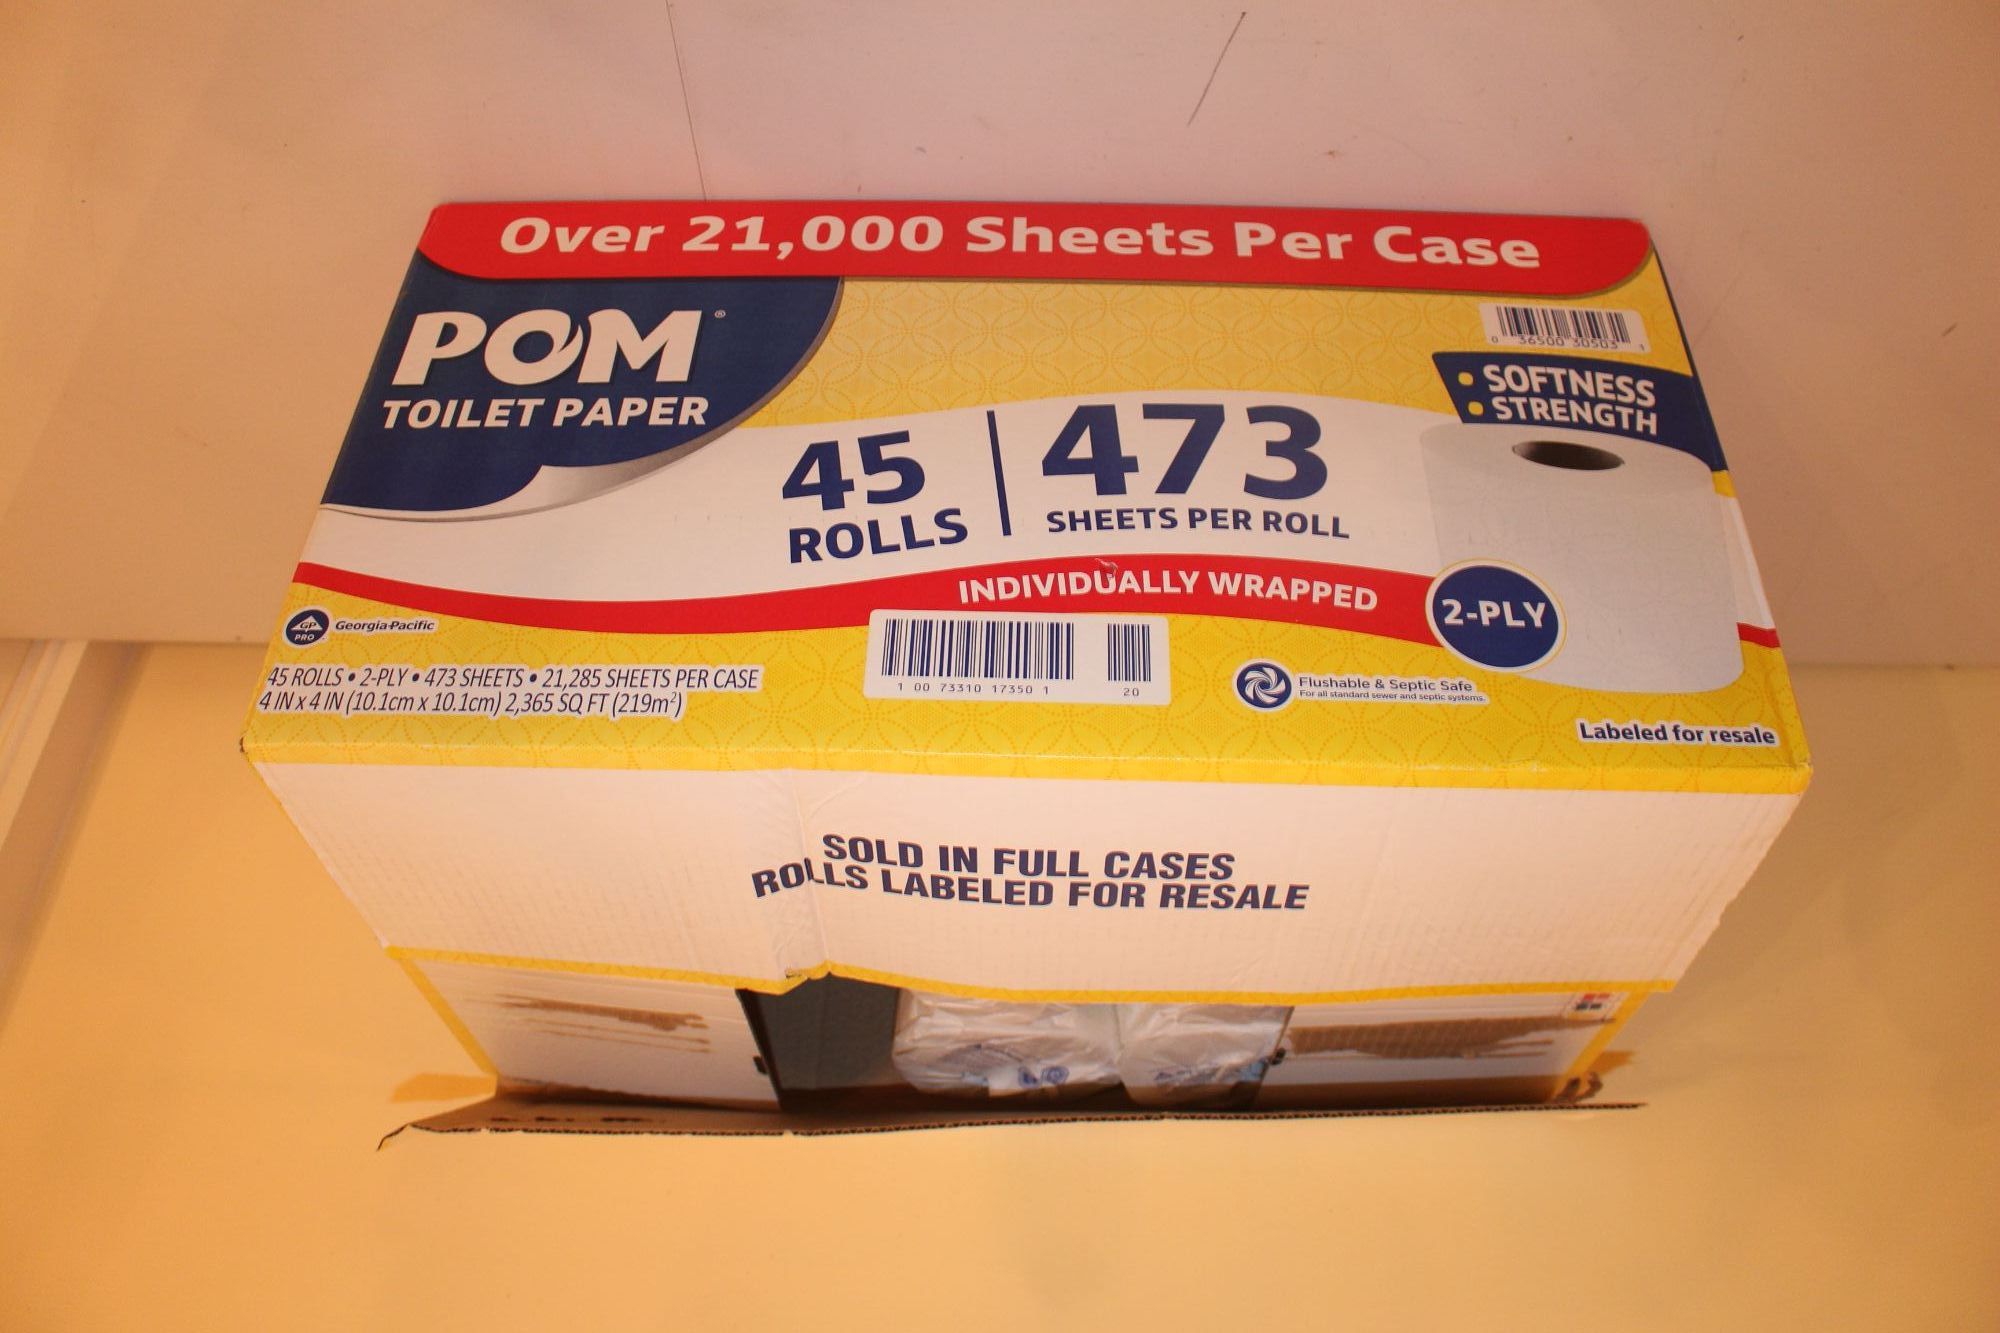 Over 21,000 Sheets Per Case
POM®
TOILET PAPER
0 36500 30503 1
• SOFTNESS
• STRENGTH
45
ROLLS
473
SHEETS PER ROLL
INDIVIDUALLY WRAPPED
2-PLY
GP
PRO
Georgia-Pacific
45 ROLLS • 2-PLY • 473 SHEETS • 21,285 SHEETS PER CASE
4 IN x 4 IN (10.1cm x 10.1cm) 2,365 SQ FT (219m²)
1 00 73310 17350 1
20
Flushable & Septic Safe
For all standard sewer and septic systems.
Labeled for resale
SOLD IN FULL CASES
ROLLS LABELED FOR RESALE